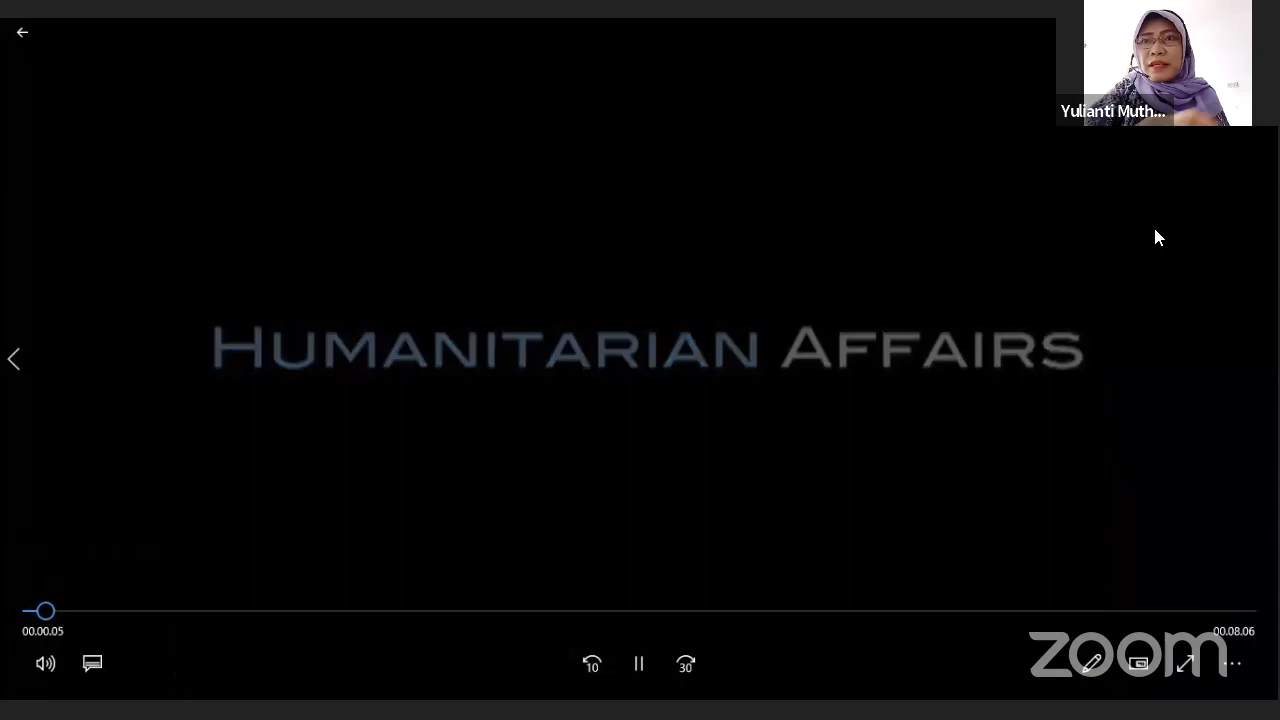 Yulianti Muth...
HUMANITARIAN AFFAIRS
00.00.05
00.08.06
10
30
zoom